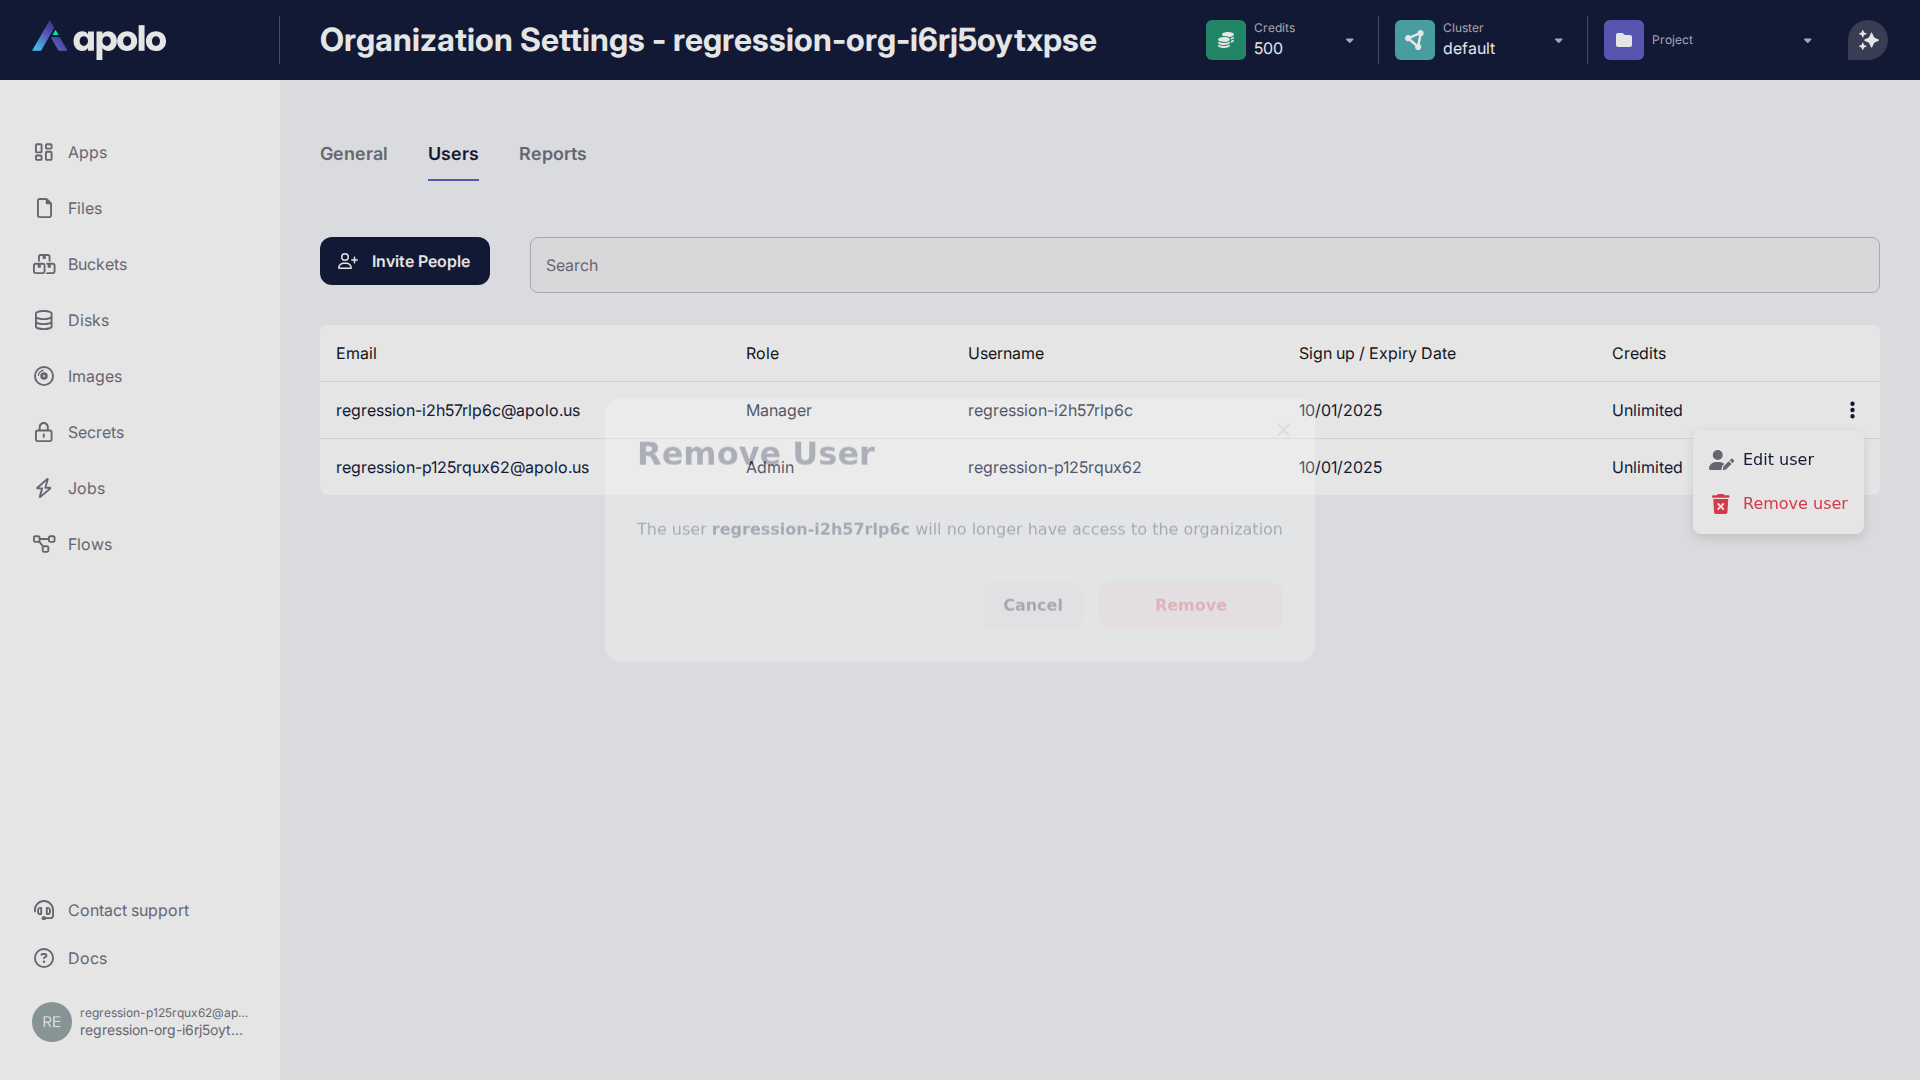 apolo
Organization Settings - regression-org-i6rj5oytxpse
Credits
500
Cluster
default
Project
Apps
Files
Buckets
Disks
Images
Secrets
Jobs
Flows
General Users Reports
Invite People
Search
Email Role Username Sign up / Expiry Date Credits
regression-i2h57rlp6c@apolo.us Manager regression-i2h57rlp6c 10/01/2025 Unlimited
regression-p125rqux62@apolo.us Admin regression-p125rqux62 10/01/2025 Unlimited
Edit user
Remove user
Remove User
The user regression-i2h57rlp6c will no longer have access to the organization
Cancel Remove
Contact support
Docs
RE
regression-p125rqux62@ap...
regression-org-i6rj5oyt...